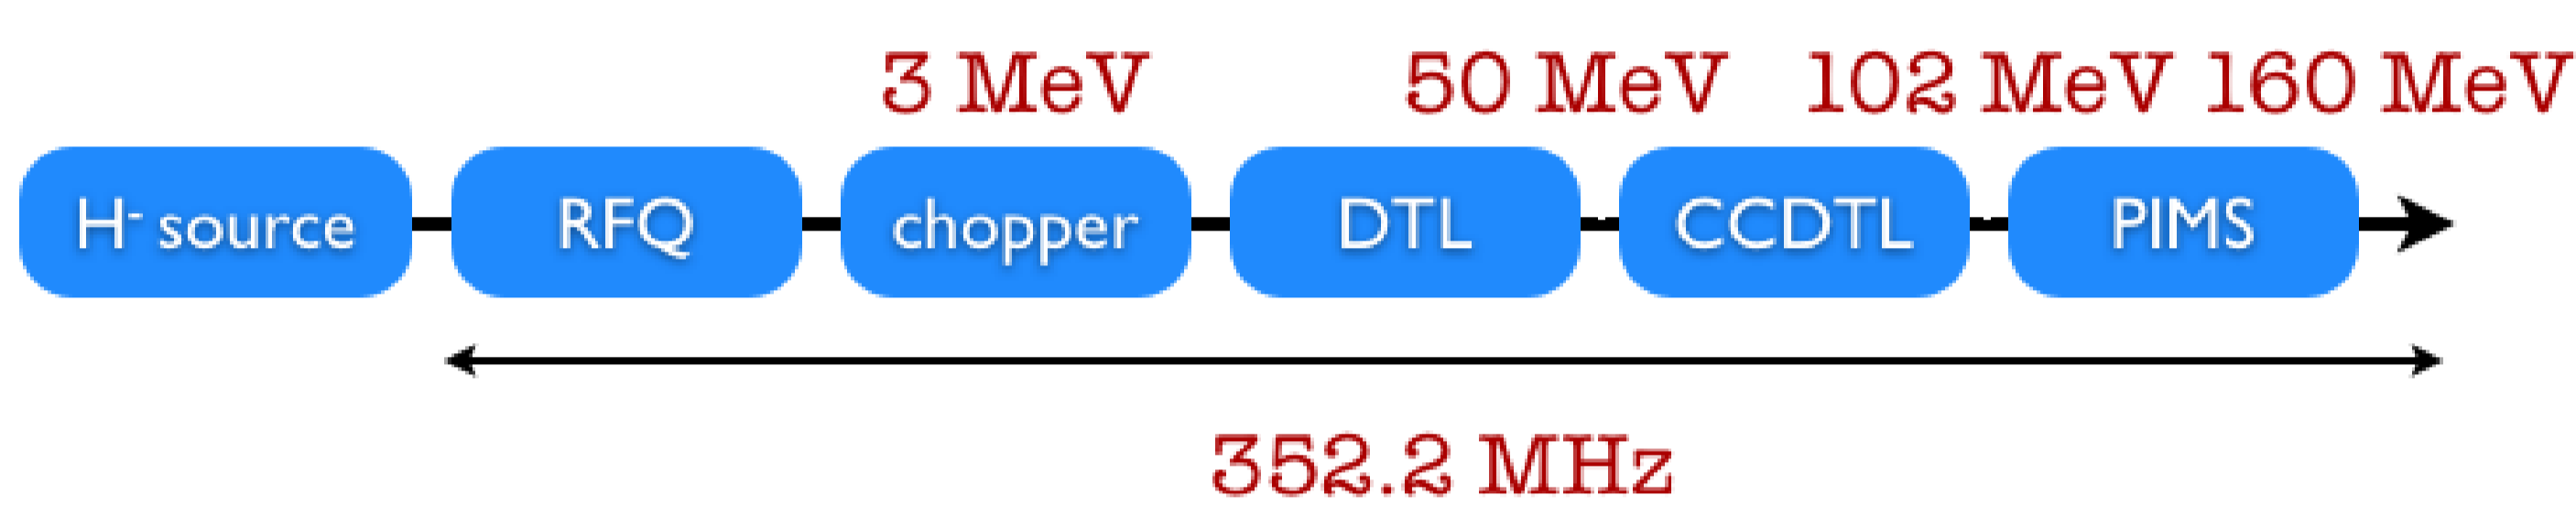 3 MeV 50 MeV 102 MeV 160 MeV
H- source RFQ chopper DTL CCDTL PIMS
352.2 MHz